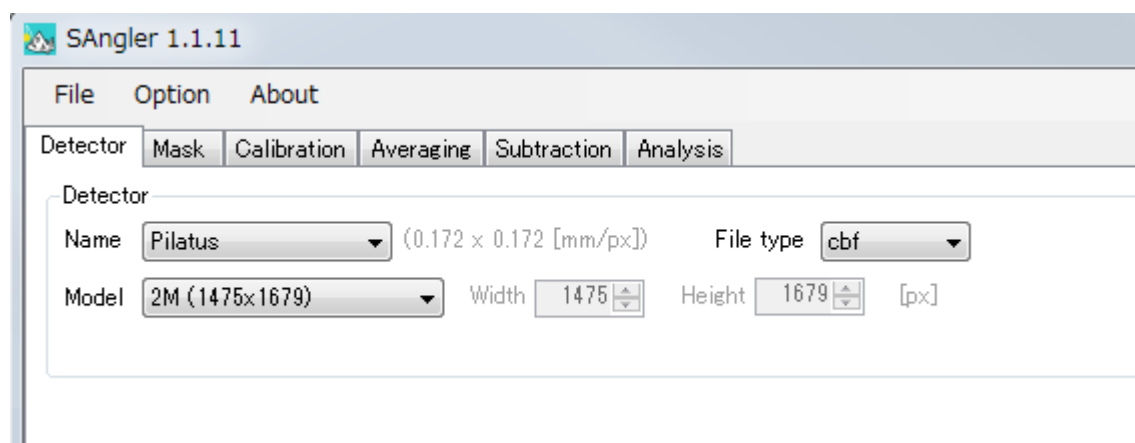 SAngler 1.1.11
File Option About
Detector Mask Calibration Averaging Subtraction Analysis
Detector
Name Pilatus (0.172 x 0.172 [mm/px]) File type cbf
Model 2M (1475x1679) Width 1475 Height 1679 [px]